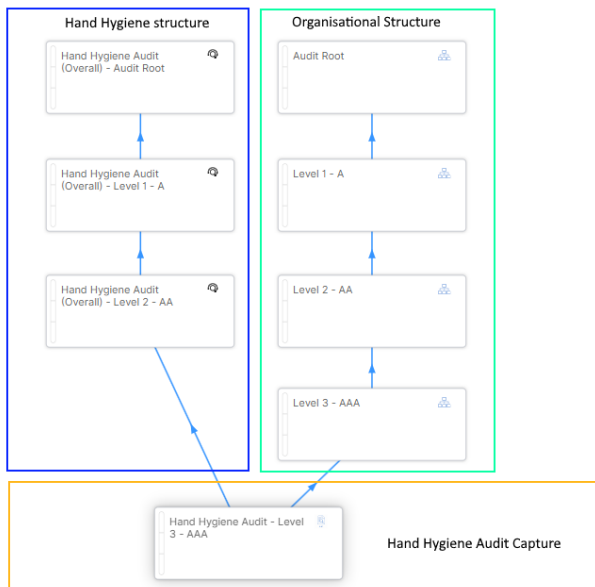 Hand Hygiene structure
Hand Hygiene Audit
(Overall) - Audit Root
Hand Hygiene Audit
(Overall) - Level 1 - A
Hand Hygiene Audit
(Overall) - Level 2 - AA
Organisational Structure
Audit Root
Level 1 - A
Level 2 - AA
Level 3 - AAA
Hand Hygiene Audit - Level
3 - AAA
Hand Hygiene Audit Capture